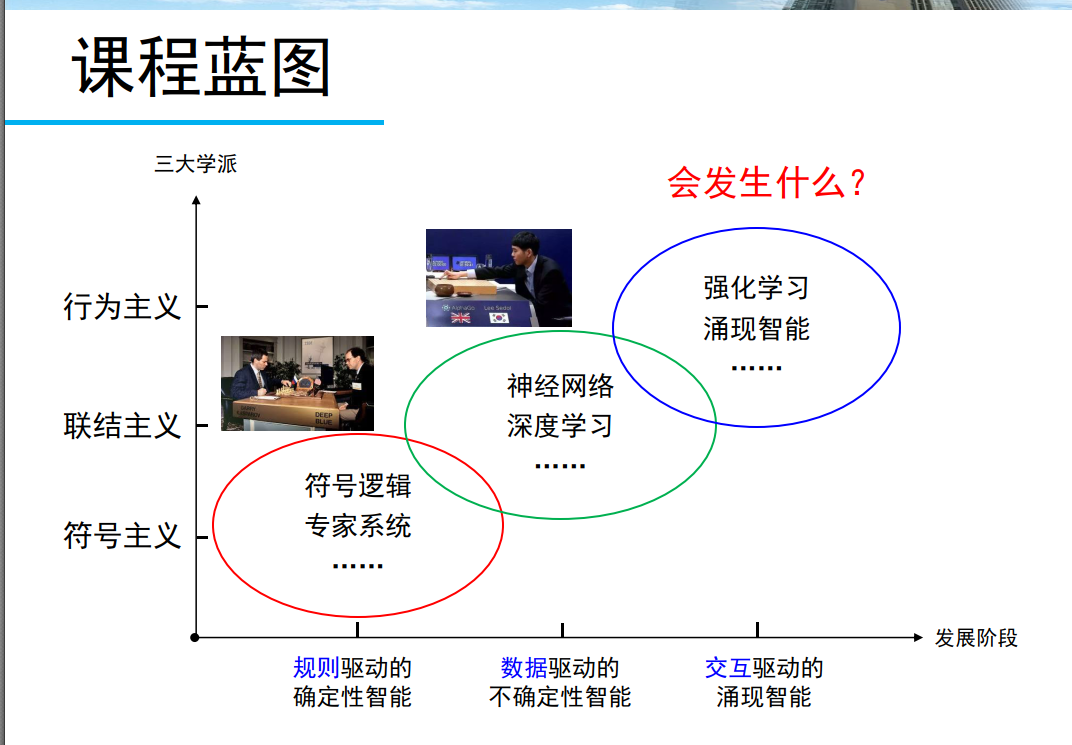 课程蓝图
三大学派
会发生什么？
行为主义
强化学习
涌现智能
……
AlphaGo Lee Sedol
联结主义
神经网络
深度学习
……
DEEP
BLUE
符号主义
符号逻辑
专家系统
……
发展阶段
规则驱动的
确定性智能
数据驱动的
不确定性智能
交互驱动的
涌现智能